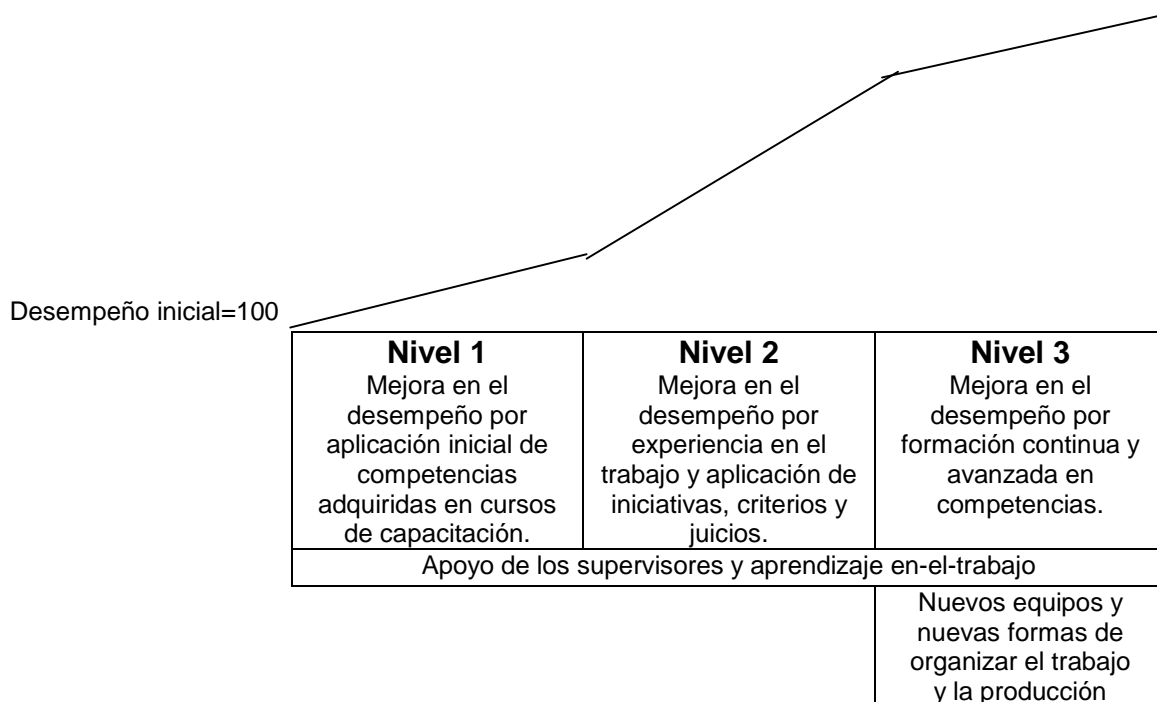 Desempeño inicial=100
Nivel 1
Mejora en el
desempeño por
aplicación inicial de
competencias
adquiridas en cursos
de capacitación.
Nivel 2
Mejora en el
desempeño por
experiencia en el
trabajo y aplicación de
iniciativas, criterios y
juicios.
Nivel 3
Mejora en el
desempeño por
formación continua y
avanzada en
competencias.
Apoyo de los supervisores y aprendizaje en-el-trabajo
Nuevos equipos y
nuevas formas de
organizar el trabajo
y la producción